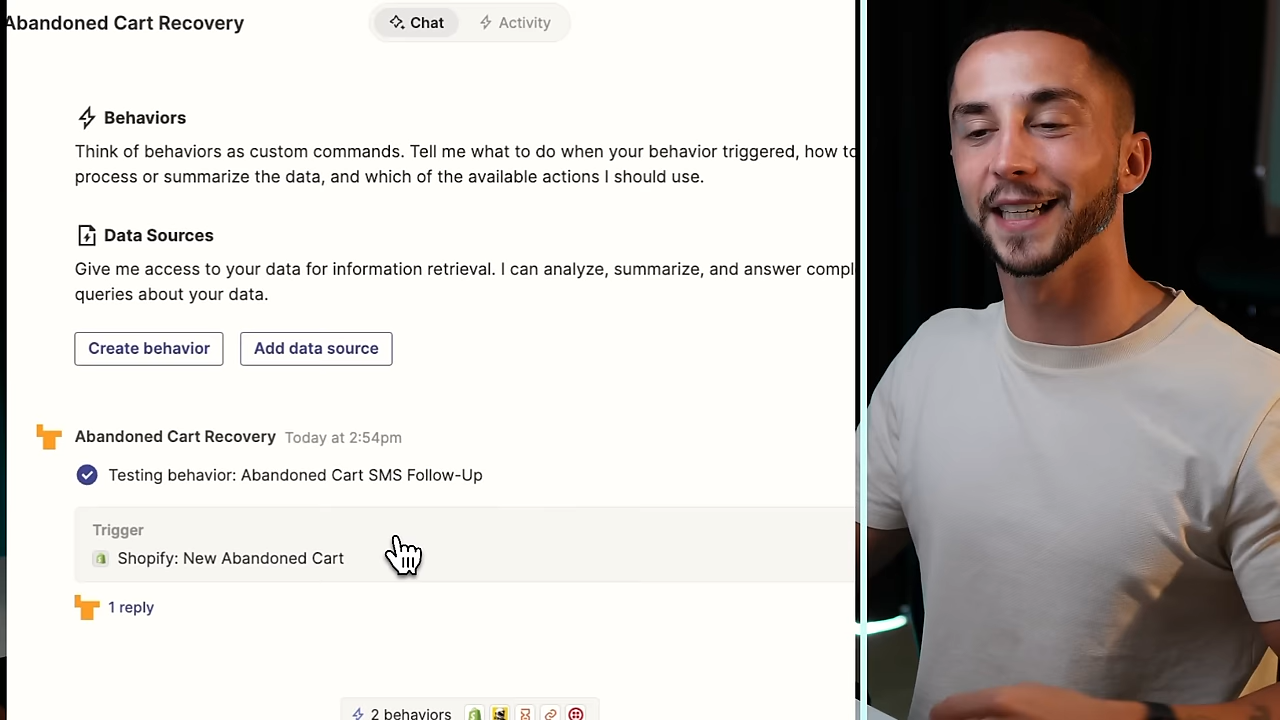 Abandoned Cart Recovery
Chat
Activity
Behaviors
Think of behaviors as custom commands. Tell me what to do when your behavior triggered, how to
process or summarize the data, and which of the available actions I should use.
Data Sources
Give me access to your data for information retrieval. I can analyze, summarize, and answer compl
queries about your data.
Create behavior
Add data source
Abandoned Cart Recovery Today at 2:54pm
Testing behavior: Abandoned Cart SMS Follow-Up
Trigger
Shopify: New Abandoned Cart
1 reply
2 behaviors